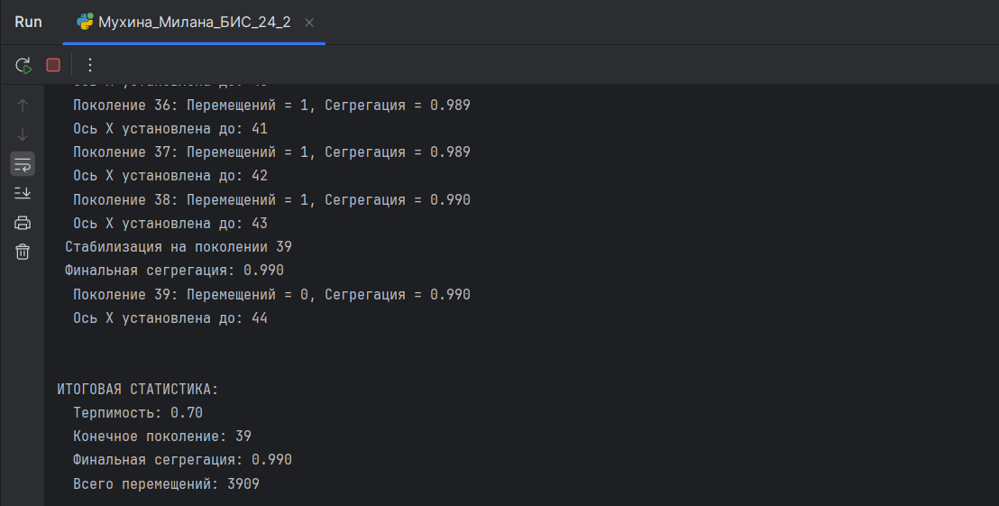 Run
Мухина_Милана_БИС_24_2
Ось X установлена до:
Поколение 36: Перемещений = 1, Сегрегация = 0.989
Ось X установлена до: 41
Поколение 37: Перемещений = 1, Сегрегация = 0.989
Ось X установлена до: 42
Поколение 38: Перемещений = 1, Сегрегация = 0.990
Ось X установлена до: 43
Стабилизация на поколении 39
Финальная сегрегация: 0.990
Поколение 39: Перемещений = 0, Сегрегация = 0.990
Ось X установлена до: 44
ИТОГОВАЯ СТАТИСТИКА:
Терпимость: 0.70
Конечное поколение: 39
Финальная сегрегация: 0.990
Всего перемещений: 3909